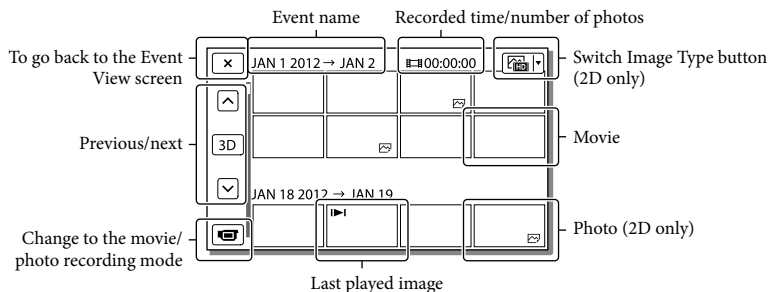 Event name
Recorded time/number of photos
To go back to the Event
View screen
JAN 1 2012 → JAN 2
00:00:00
HD
Switch Image Type button
(2D only)
Previous/next
3D
Movie
JAN 18 2012 → JAN 19
Change to the movie/
photo recording mode
Photo (2D only)
Last played image